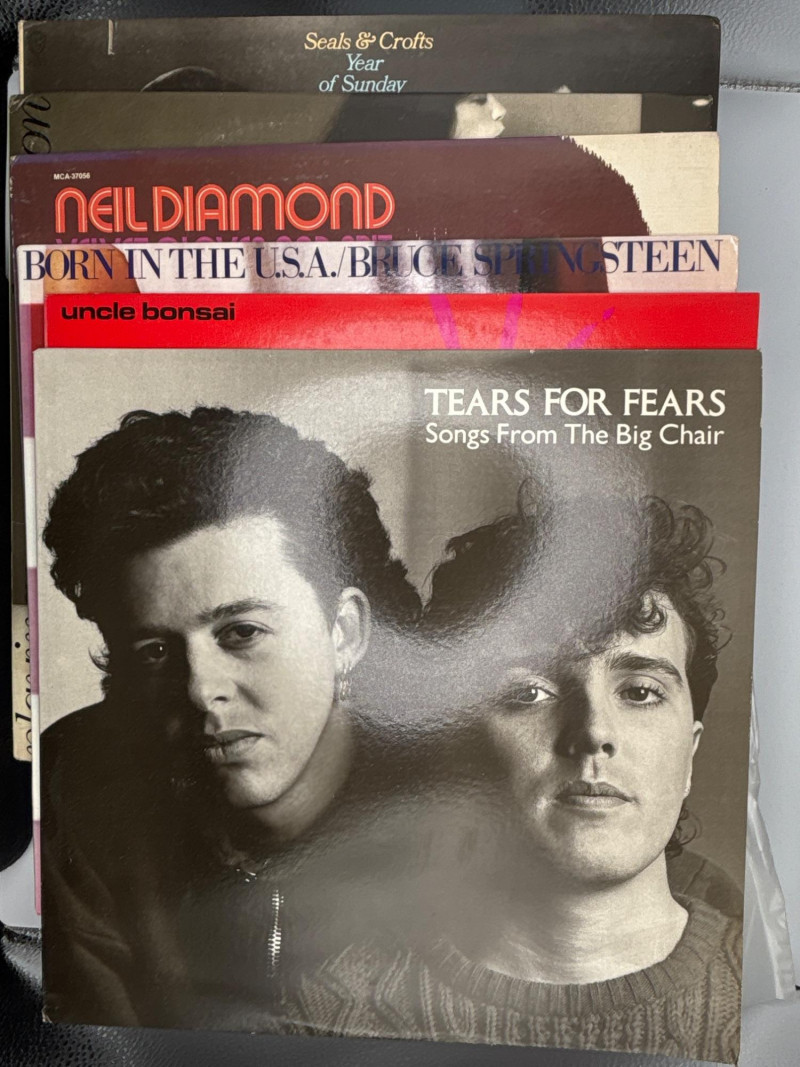 Seals & Crofts
Year
of Sunday
on
MCA-37056
NEIL DIAMOND
BORN IN THE U.S.A./BRUCE SPRINGSTEEN
uncle bonsai
TEARS FOR FEARS
Songs From The Big Chair